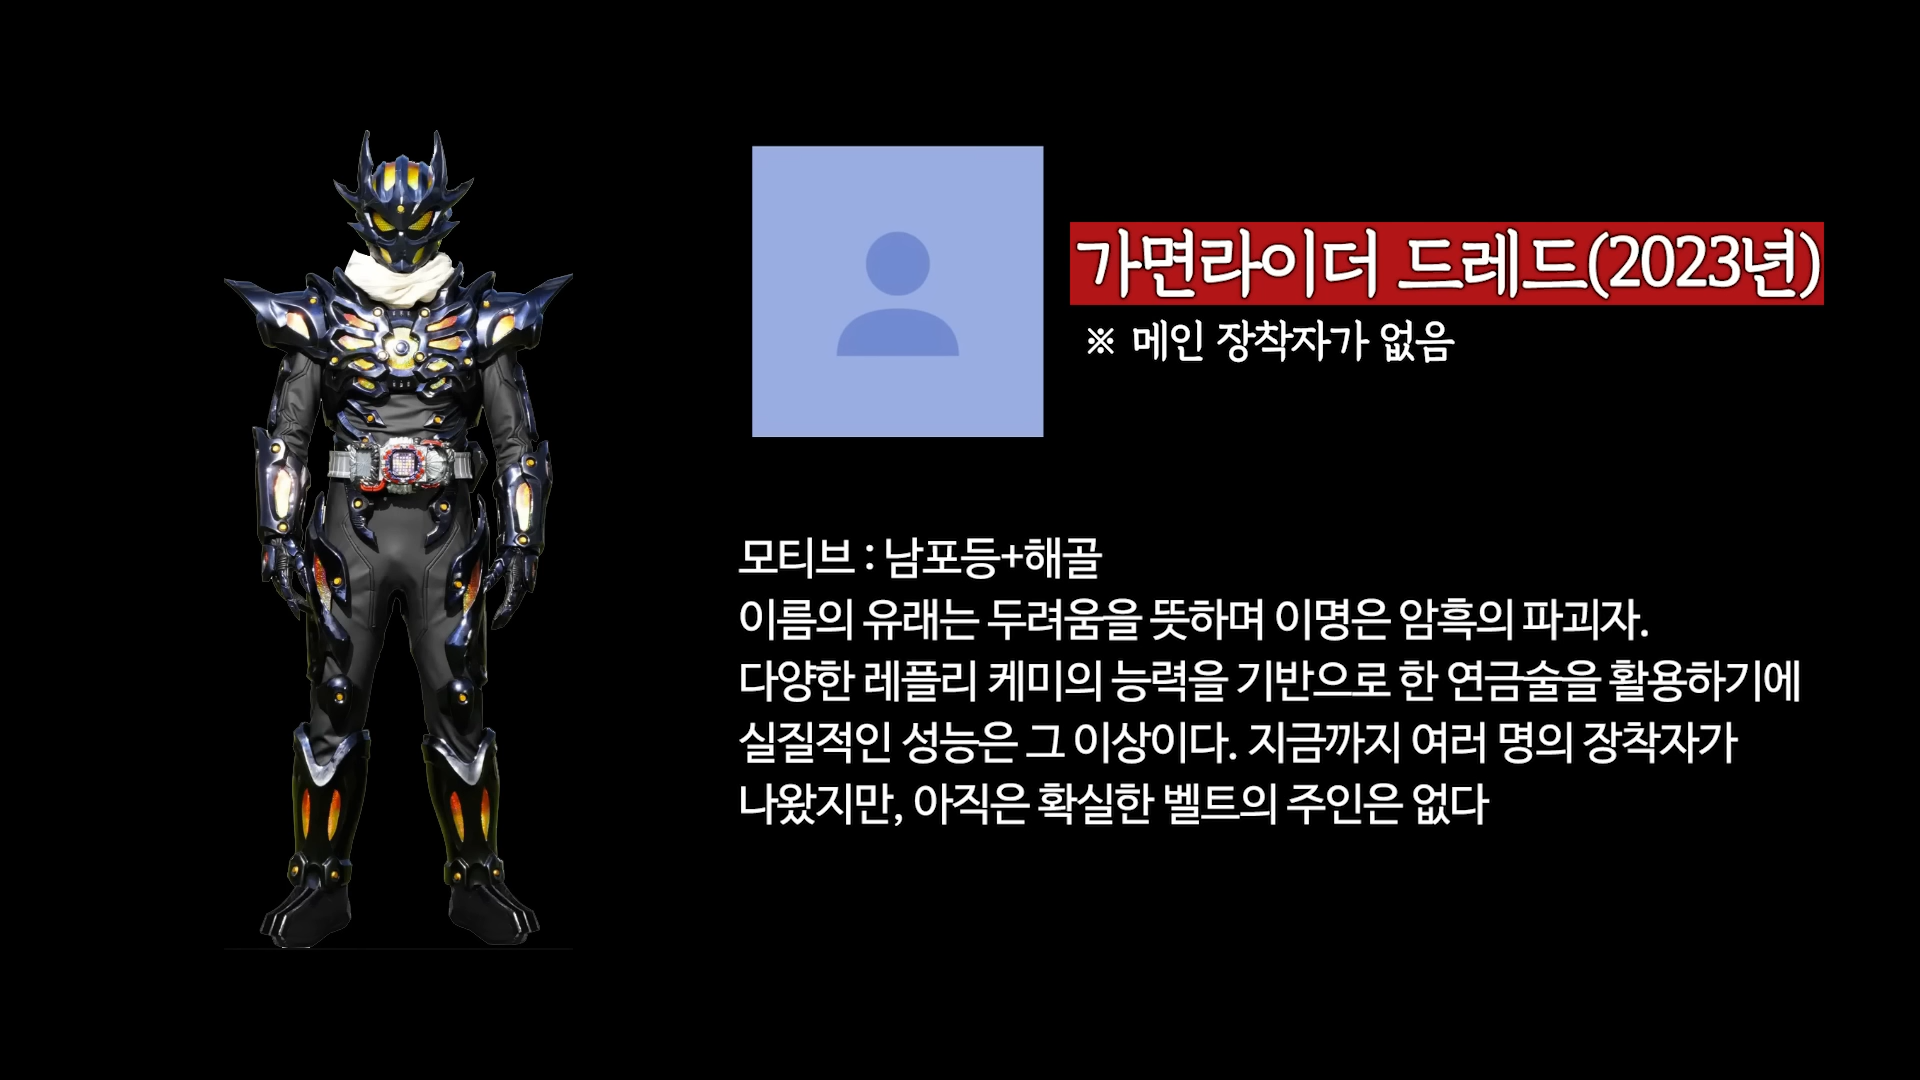 가면라이더 드레드(2023년)
※ 메인 장착자가 없음
모티브 : 남포등+해골
이름의 유래는 두려움을 뜻하며 이명은 암흑의 파괴자.
다양한 레플리 케미의 능력을 기반으로 한 연금술을 활용하기에
실질적인 성능은 그 이상이다. 지금까지 여러 명의 장착자가
나왔지만, 아직은 확실한 벨트의 주인은 없다